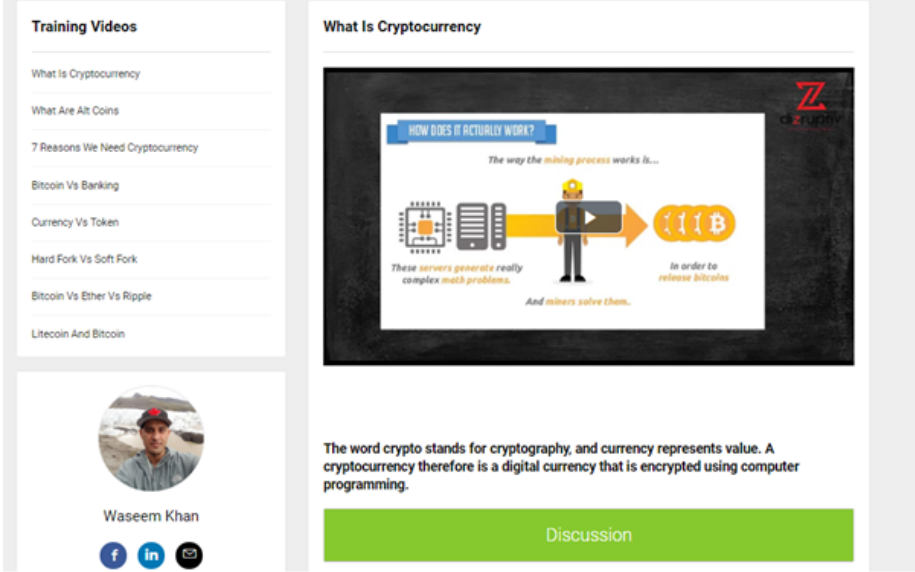 Training Videos
What Is Cryptocurrency
What Are Alt Coins
7 Reasons We Need Cryptocurrency
Bitcoin Vs Banking
Currency Vs Token
Hard Fork Vs Soft Fork
Bitcoin Vs Ether Vs Ripple
Litecoin And Bitcoin
Waseem Khan
f
in
What Is Cryptocurrency
HOW DOES IT ACTUALLY WORK?
The way the mining process works is...
These servers generate really
complex math problems.
And miners solve them..
In order to
release bitcoins
The word crypto stands for cryptography, and currency represents value. A
cryptocurrency therefore is a digital currency that is encrypted using computer
programming.
Discussion